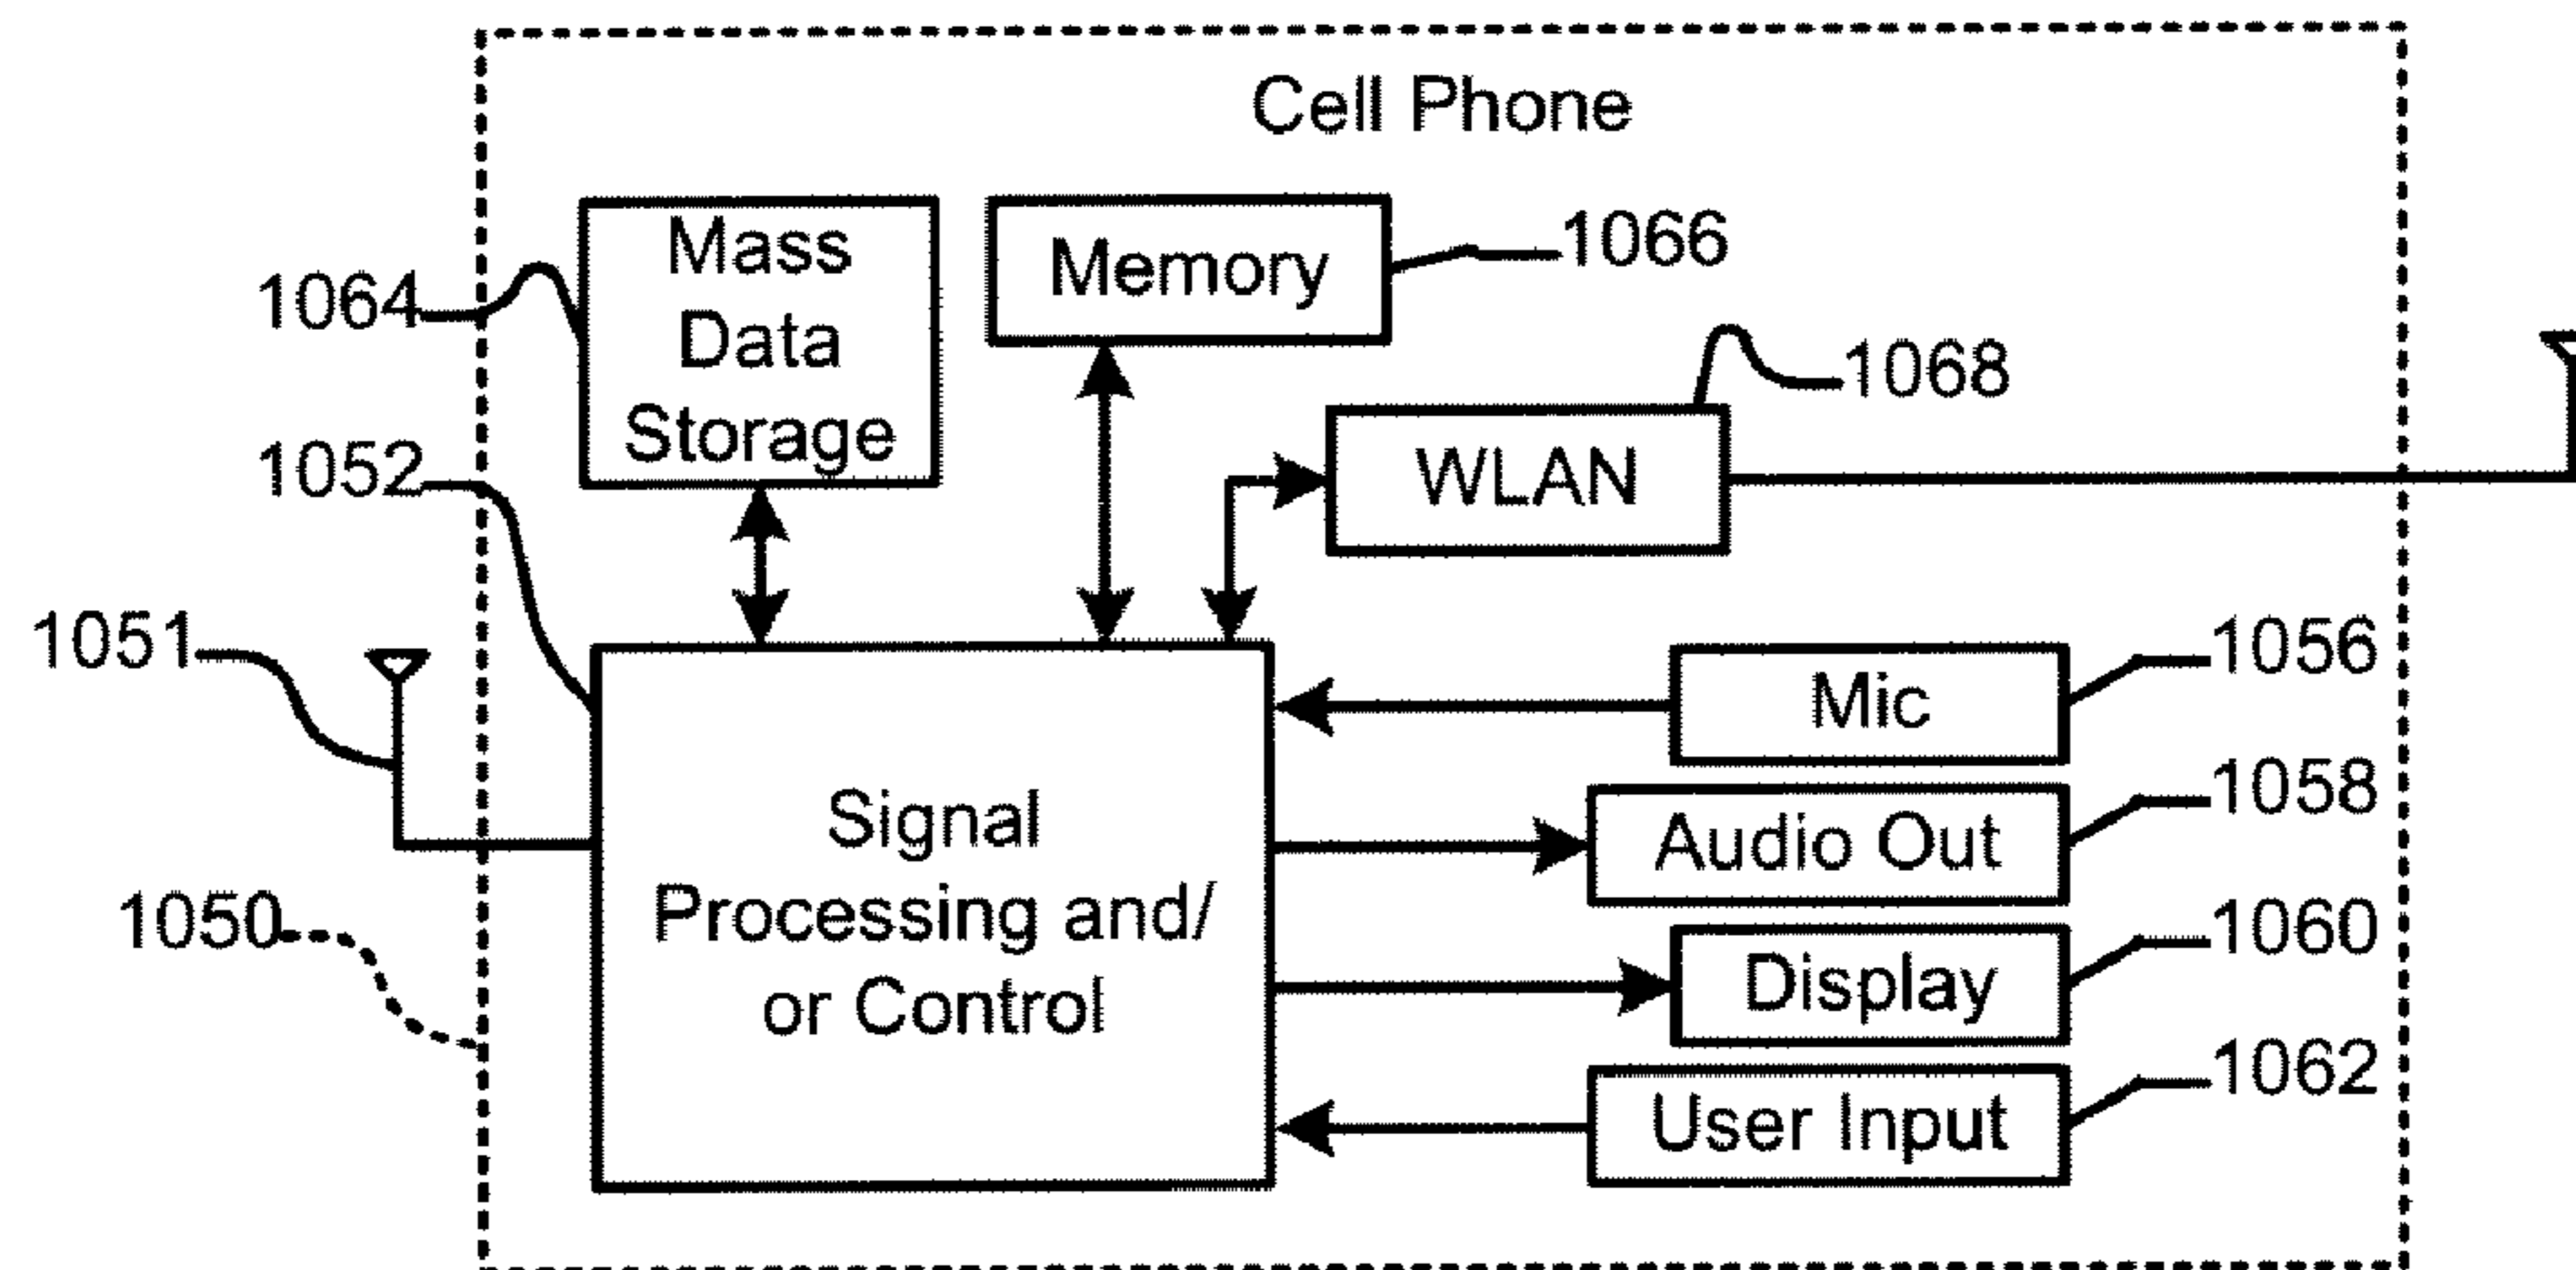 Cell Phone
Mass
Data
Storage
Memory
1066
1064
1068
1052
WLAN
1051
Mic
1056
Signal
Processing and/
or Control
Audio Out
1058
1050
Display
1060
User Input
1062